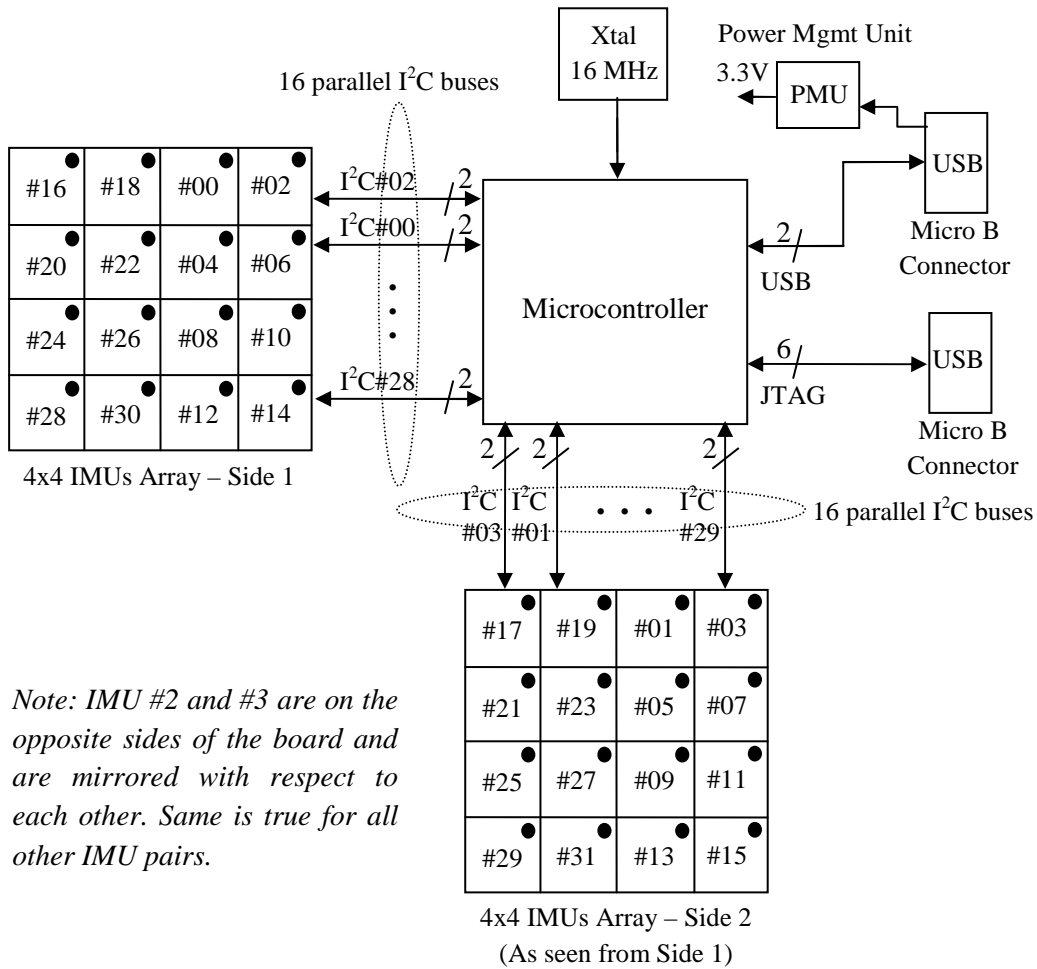 Xtal
16 MHz
Power Mgmt Unit
3.3V
PMU
USB
Micro B
Connector
16 parallel I²C buses
#16 #18 #00 #02
#20 #22 #04 #06
#24 #26 #08 #10
#28 #30 #12 #14
4x4 IMUs Array – Side 1
I²C#02 2
I²C#00 2
I²C#28 2
Microcontroller
2
USB
6
JTAG
USB
Micro B
Connector
2 2 2
I²C I²C I²C
#03 #01 #29
16 parallel I²C buses
#17 #19 #01 #03
#21 #23 #05 #07
#25 #27 #09 #11
#29 #31 #13 #15
4x4 IMUs Array – Side 2
(As seen from Side 1)
Note: IMU #2 and #3 are on the
opposite sides of the board and
are mirrored with respect to
each other. Same is true for all
other IMU pairs.